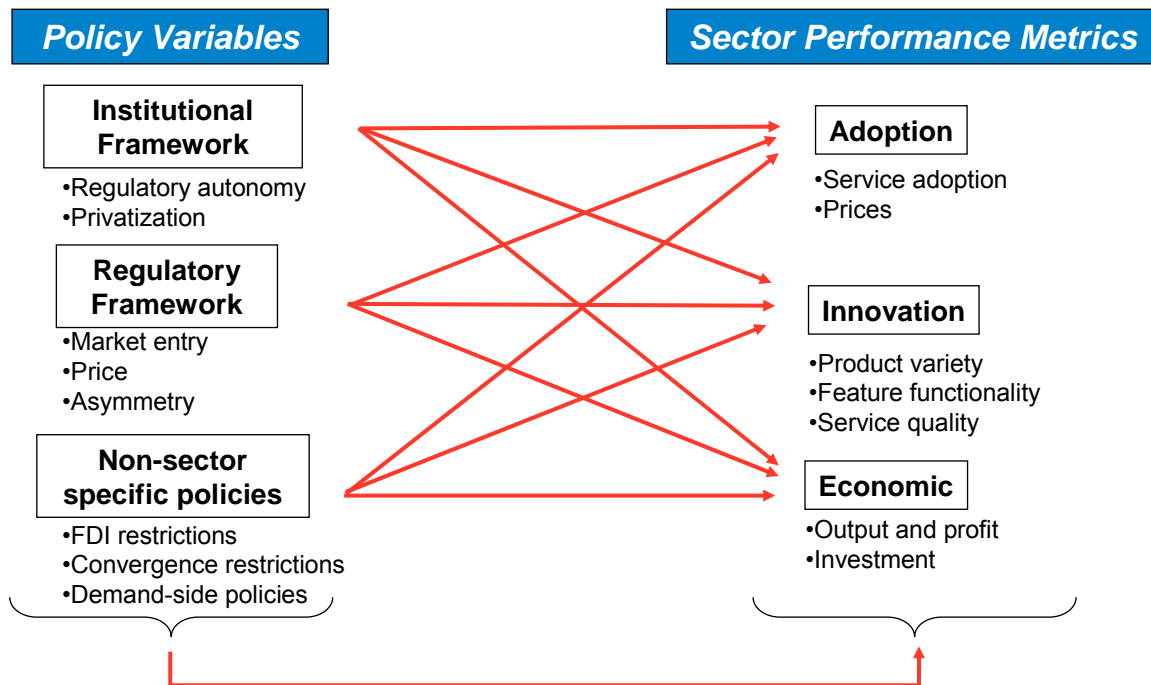 Policy Variables
Institutional
Framework
•Regulatory autonomy
•Privatization
Regulatory
Framework
•Market entry
•Price
•Asymmetry
Non-sector
specific policies
•FDI restrictions
•Convergence restrictions
•Demand-side policies
Sector Performance Metrics
Adoption
•Service adoption
•Prices
Innovation
•Product variety
•Feature functionality
•Service quality
Economic
•Output and profit
•Investment